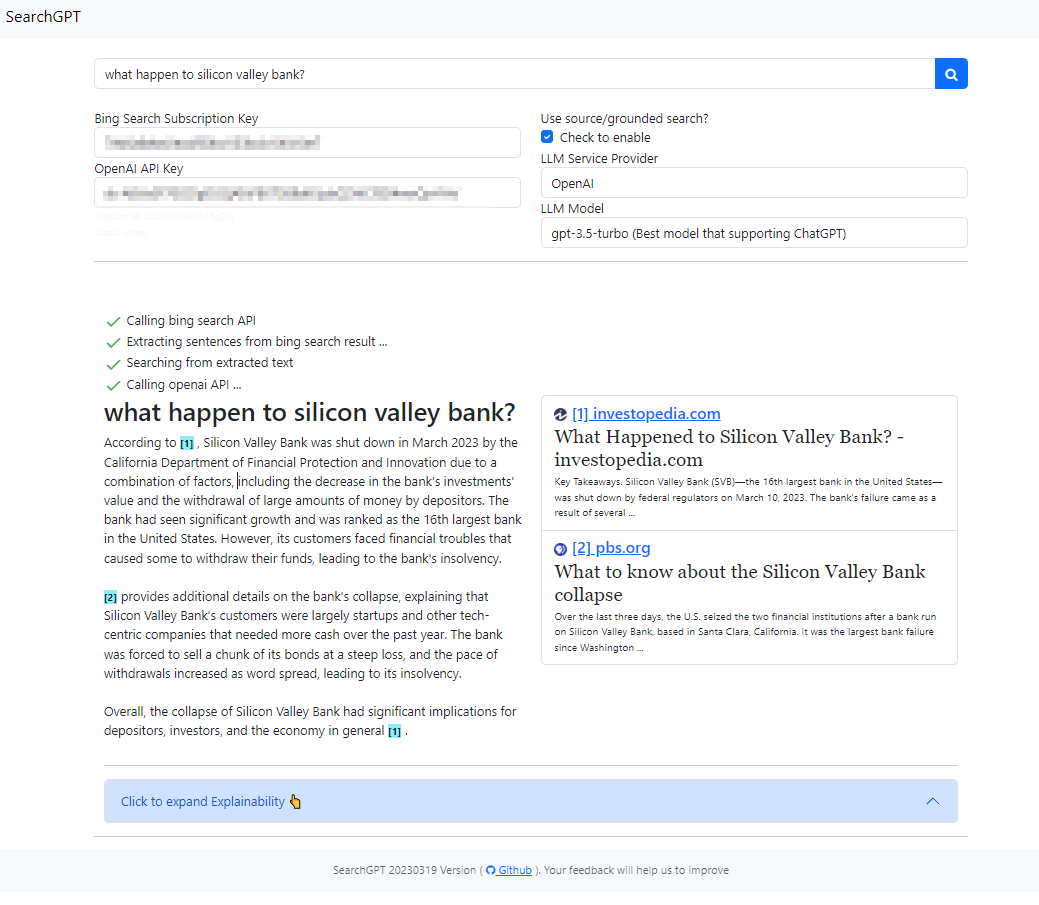 SearchGPT
what happen to silicon valley bank?
Bing Search Subscription Key
OpenAI API Key
Use source/grounded search?
Check to enable
LLM Service Provider
OpenAI
LLM Model
gpt-3.5-turbo (Best model that supporting ChatGPT)
Calling bing search API
Extracting sentences from bing search result ...
Searching from extracted text
Calling openai API ...
what happen to silicon valley bank?
According to [1] , Silicon Valley Bank was shut down in March 2023 by the
California Department of Financial Protection and Innovation due to a
combination of factors, including the decrease in the bank's investments'
value and the withdrawal of large amounts of money by depositors. The
bank had seen significant growth and was ranked as the 16th largest bank
in the United States. However, its customers faced financial troubles that
caused some to withdraw their funds, leading to the bank's insolvency.
[2] provides additional details on the bank's collapse, explaining that
Silicon Valley Bank's customers were largely startups and other tech-
centric companies that needed more cash over the past year. The bank
was forced to sell a chunk of its bonds at a steep loss, and the pace of
withdrawals increased as word spread, leading to its insolvency.
Overall, the collapse of Silicon Valley Bank had significant implications for
depositors, investors, and the economy in general [1] .
[1] investopedia.com
What Happened to Silicon Valley Bank? -
investopedia.com
Key Takeaways. Silicon Valley Bank (SVB)—the 16th largest bank in the United States—
was shut down by federal regulators on March 10, 2023. The bank's failure came as a
result of several ...
[2] pbs.org
What to know about the Silicon Valley Bank
collapse
Over the last three days, the U.S. seized the two financial institutions after a bank run
on Silicon Valley Bank, based in Santa Clara, California. It was the largest bank failure
since Washington ...
Click to expand Explainability 👆
SearchGPT 20230319 Version ( Github ). Your feedback will help us to improve